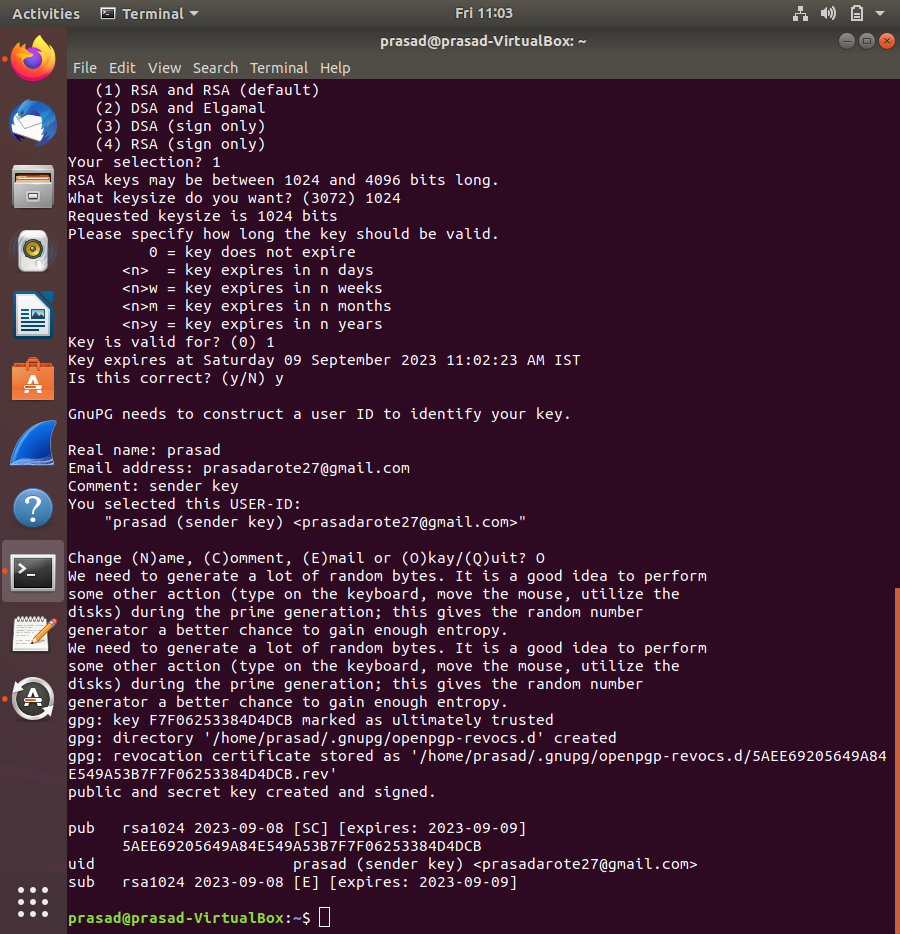 Activities Terminal Fri 11:03
prasad@prasad-VirtualBox: ~
File Edit View Search Terminal Help
(1) RSA and RSA (default)
(2) DSA and Elgamal
(3) DSA (sign only)
(4) RSA (sign only)
Your selection? 1
RSA keys may be between 1024 and 4096 bits long.
What keysize do you want? (3072) 1024
Requested keysize is 1024 bits
Please specify how long the key should be valid.
0 = key does not expire
<n>  = key expires in n days
<n>w = key expires in n weeks
<n>m = key expires in n months
<n>y = key expires in n years
Key is valid for? (0) 1
Key expires at Saturday 09 September 2023 11:02:23 AM IST
Is this correct? (y/N) y
GnuPG needs to construct a user ID to identify your key.
Real name: prasad
Email address: prasadarote27@gmail.com
Comment: sender key
You selected this USER-ID:
"prasad (sender key) <prasadarote27@gmail.com>"
Change (N)ame, (C)omment, (E)mail or (O)kay/(Q)uit? O
We need to generate a lot of random bytes. It is a good idea to perform
some other action (type on the keyboard, move the mouse, utilize the
disks) during the prime generation; this gives the random number
generator a better chance to gain enough entropy.
We need to generate a lot of random bytes. It is a good idea to perform
some other action (type on the keyboard, move the mouse, utilize the
disks) during the prime generation; this gives the random number
generator a better chance to gain enough entropy.
gpg: key F7F06253384D4DCB marked as ultimately trusted
gpg: directory '/home/prasad/.gnupg/openpgp-revocs.d' created
gpg: revocation certificate stored as '/home/prasad/.gnupg/openpgp-revocs.d/5AEE69205649A84
E549A53B7F7F06253384D4DCB.rev'
public and secret key created and signed.
pub   rsa1024 2023-09-08 [SC] [expires: 2023-09-09]
5AEE69205649A84E549A53B7F7F06253384D4DCB
uid   prasad (sender key) <prasadarote27@gmail.com>
sub   rsa1024 2023-09-08 [E] [expires: 2023-09-09]
prasad@prasad-VirtualBox:~$